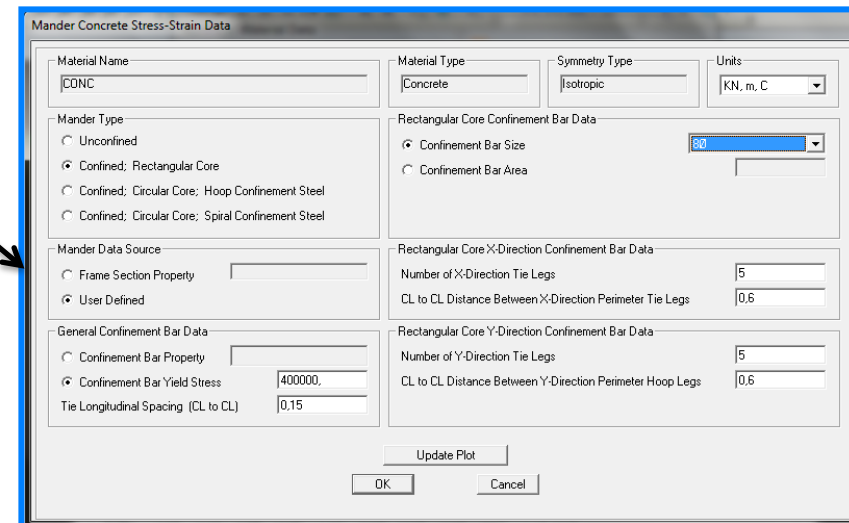 Mander Concrete Stress-Strain Data
Material Name
CONC
Material Type
Concrete
Symmetry Type
Isotropic
Units
KN, m, C
Mander Type
Unconfined
Confined; Rectangular Core
Confined; Circular Core; Hoop Confinement Steel
Confined; Circular Core; Spiral Confinement Steel
Rectangular Core Confinement Bar Data
Confinement Bar Size
8Ø
Confinement Bar Area
Mander Data Source
Frame Section Property
User Defined
Rectangular Core X-Direction Confinement Bar Data
Number of X-Direction Tie Legs 5
CL to CL Distance Between X-Direction Perimeter Tie Legs 0,6
General Confinement Bar Data
Confinement Bar Property
Confinement Bar Yield Stress 400000,
Tie Longitudinal Spacing (CL to CL) 0,15
Rectangular Core Y-Direction Confinement Bar Data
Number of Y-Direction Tie Legs 5
CL to CL Distance Between Y-Direction Perimeter Hoop Legs 0,6
Update Plot
OK Cancel